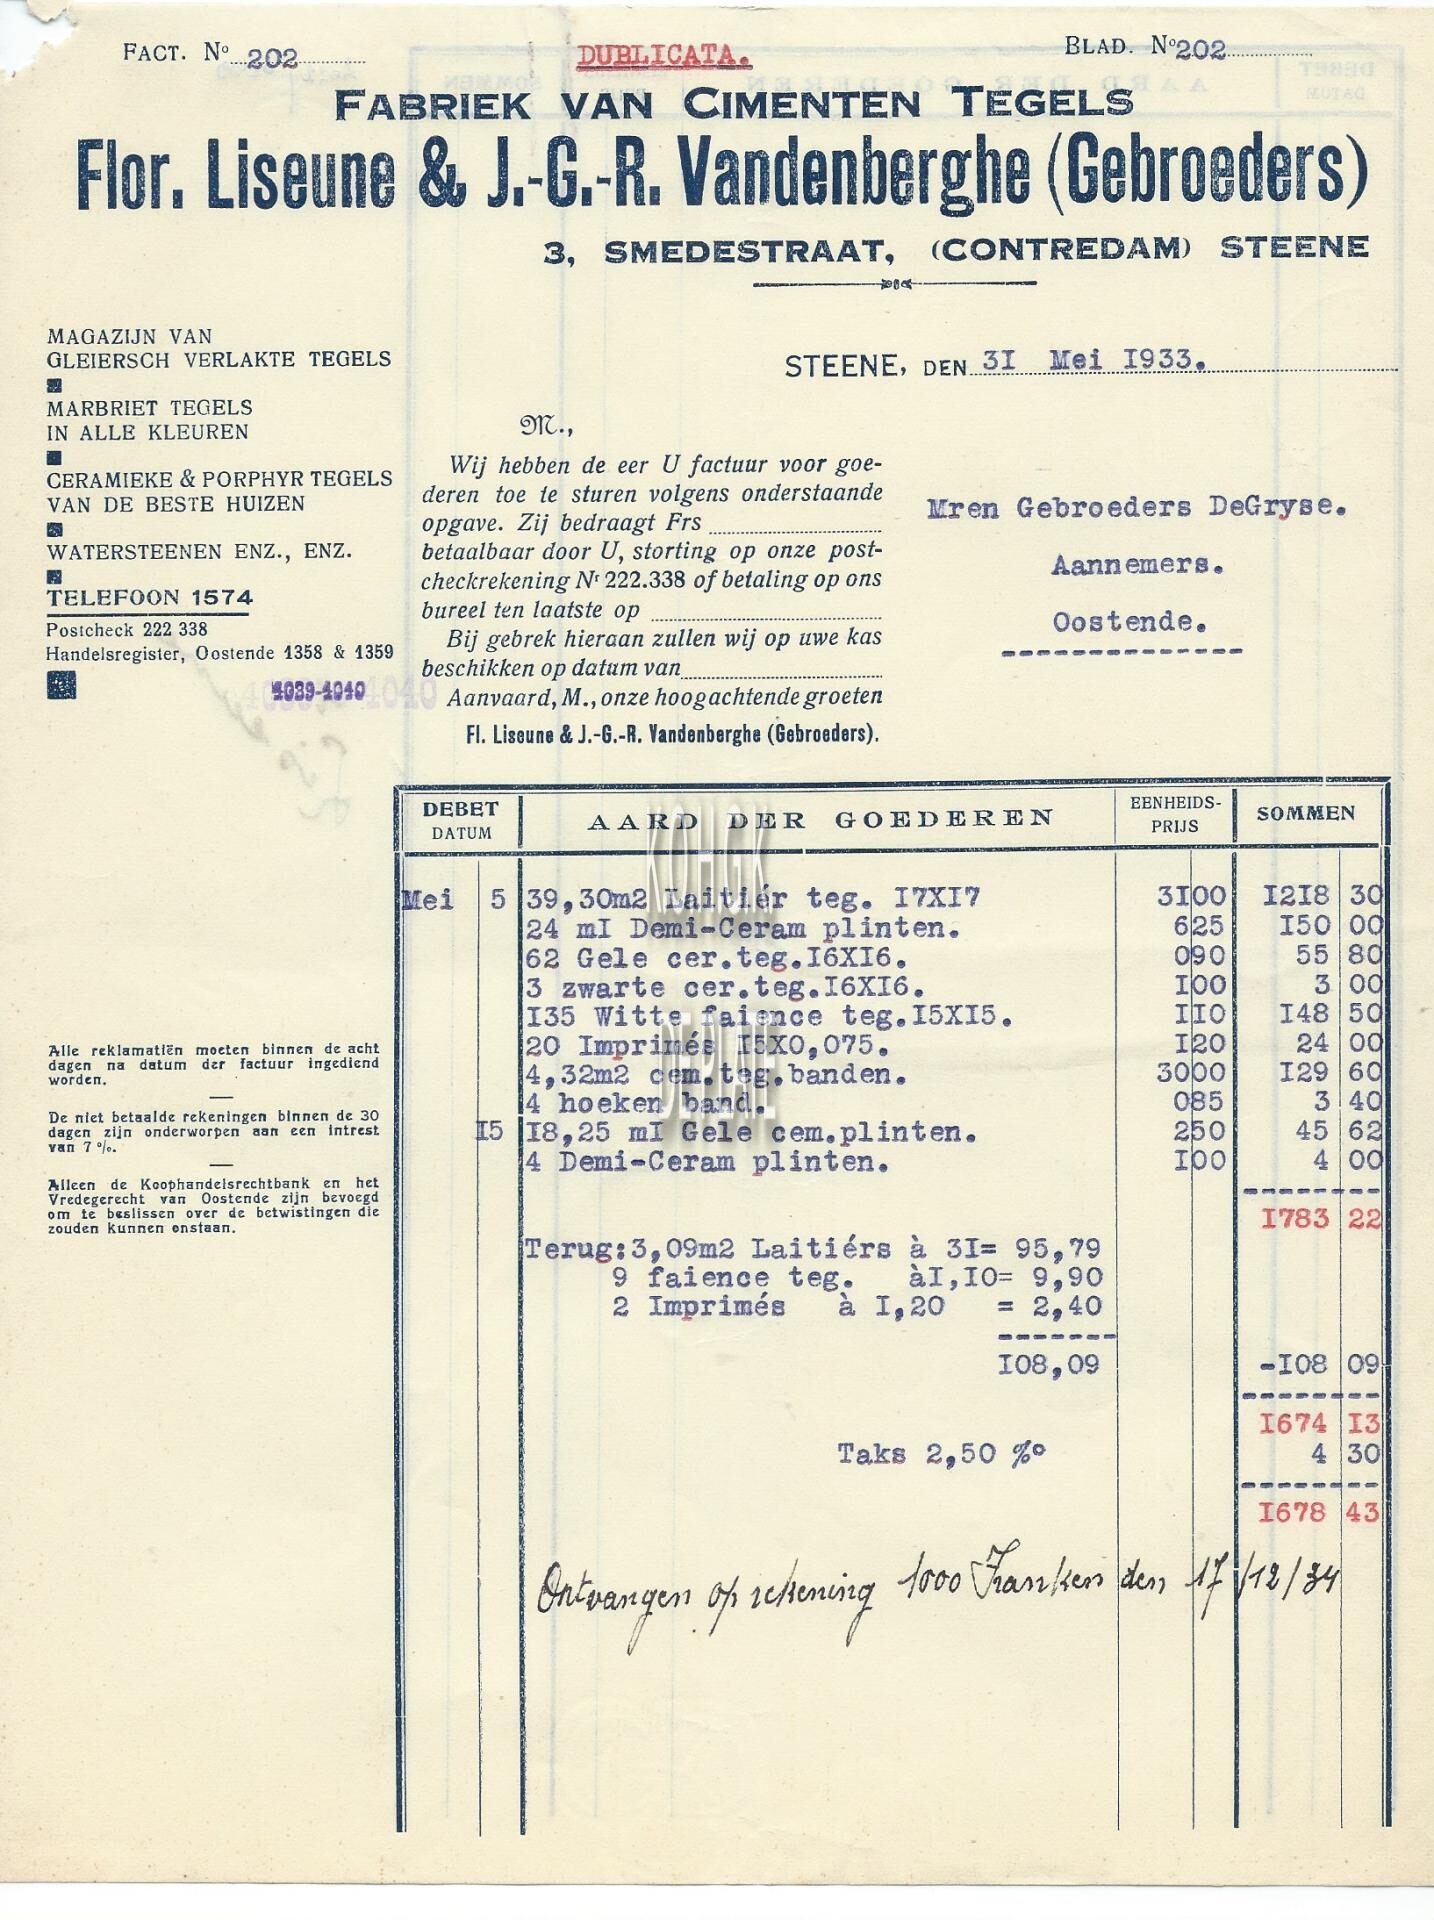 FACT. Nº 202
DUBLICATA.
BLAD. Nº 202
FABRIEK VAN CIMENTEN TEGELS
Flor. Liseune & J.-G.-R. Vandenberghe (Gebroeders)
3, SMEDESTRAAT, (CONTREDAM) STEENE
MAGAZIJN VAN
GLEIERSCH VERLAKTE TEGELS
MARBRIET TEGELS
IN ALLE KLEUREN
CERAMIEKE & PORPHYR TEGELS
VAN DE BESTE HUIZEN
WATERSTEENEN ENZ., ENZ.
TELEFOON 1574
Postcheck 222 338
Handelsregister, Oostende 1358 & 1359
4039-4040
STEENE, DEN 3I Mei I933.
M.,
Wij hebben de eer U factuur voor goe-
deren toe te sturen volgens onderstaande
opgave. Zij bedraagt Frs
betaalbaar door U, storting op onze post-
checkrekening Nr 222.338 of betaling op ons
bureel ten laatste op
Bij gebrek hieraan zullen wij op uwe kas
beschikken op datum van
Aanvaard, M., onze hoogachtende groeten
Fl. Liseune & J.-G.-R. Vandenberghe (Gebroeders).
Mren Gebroeders DeGryse.
Aannemers.
Oostende.
--------------
DEBET
DATUM
AARD DER GOEDEREN
EENHEIDS-
PRIJS
SOMMEN
Mei 5 39,30m2 Laitiér teg. I7XI7 3I00 I2I8 30
24 mI Demi-Ceram plinten. 625 I50 00
62 Gele cer.teg.I6XI6. 090 55 80
3 zwarte cer.teg.I6XI6. I00 3 00
I35 Witte faience teg.I5XI5. II0 I48 50
20 Imprimés I5X0,075. I20 24 00
4,32m2 cem.teg.banden. 3000 I29 60
4 hoeken band. 085 3 40
I5 I8,25 mI Gele cem.plinten. 250 45 62
4 Demi-Ceram plinten. I00 4 00
--------
I783 22
Terug:3,09m2 Laitiérs à 3I= 95,79
9 faience teg. àI,I0= 9,90
2 Imprimés à I,20 = 2,40
-------
I08,09 -I08 09
--------
I674 I3
Taks 2,50 %º 4 30
--------
I678 43
Ontvangen op rekening 1000 Franken den 17/12/34
Alle reklamatiën moeten binnen de acht
dagen na datum der factuur ingediend
worden.
De niet betaalde rekeningen binnen de 30
dagen zijn onderworpen aan een intrest
van 7 º/o.
Alleen de Koophandelsrechtbank en het
Vredegerecht van Oostende zijn bevoegd
om te beslissen over de betwistingen die
zouden kunnen onstaan.
KOHGK
DEPLATE